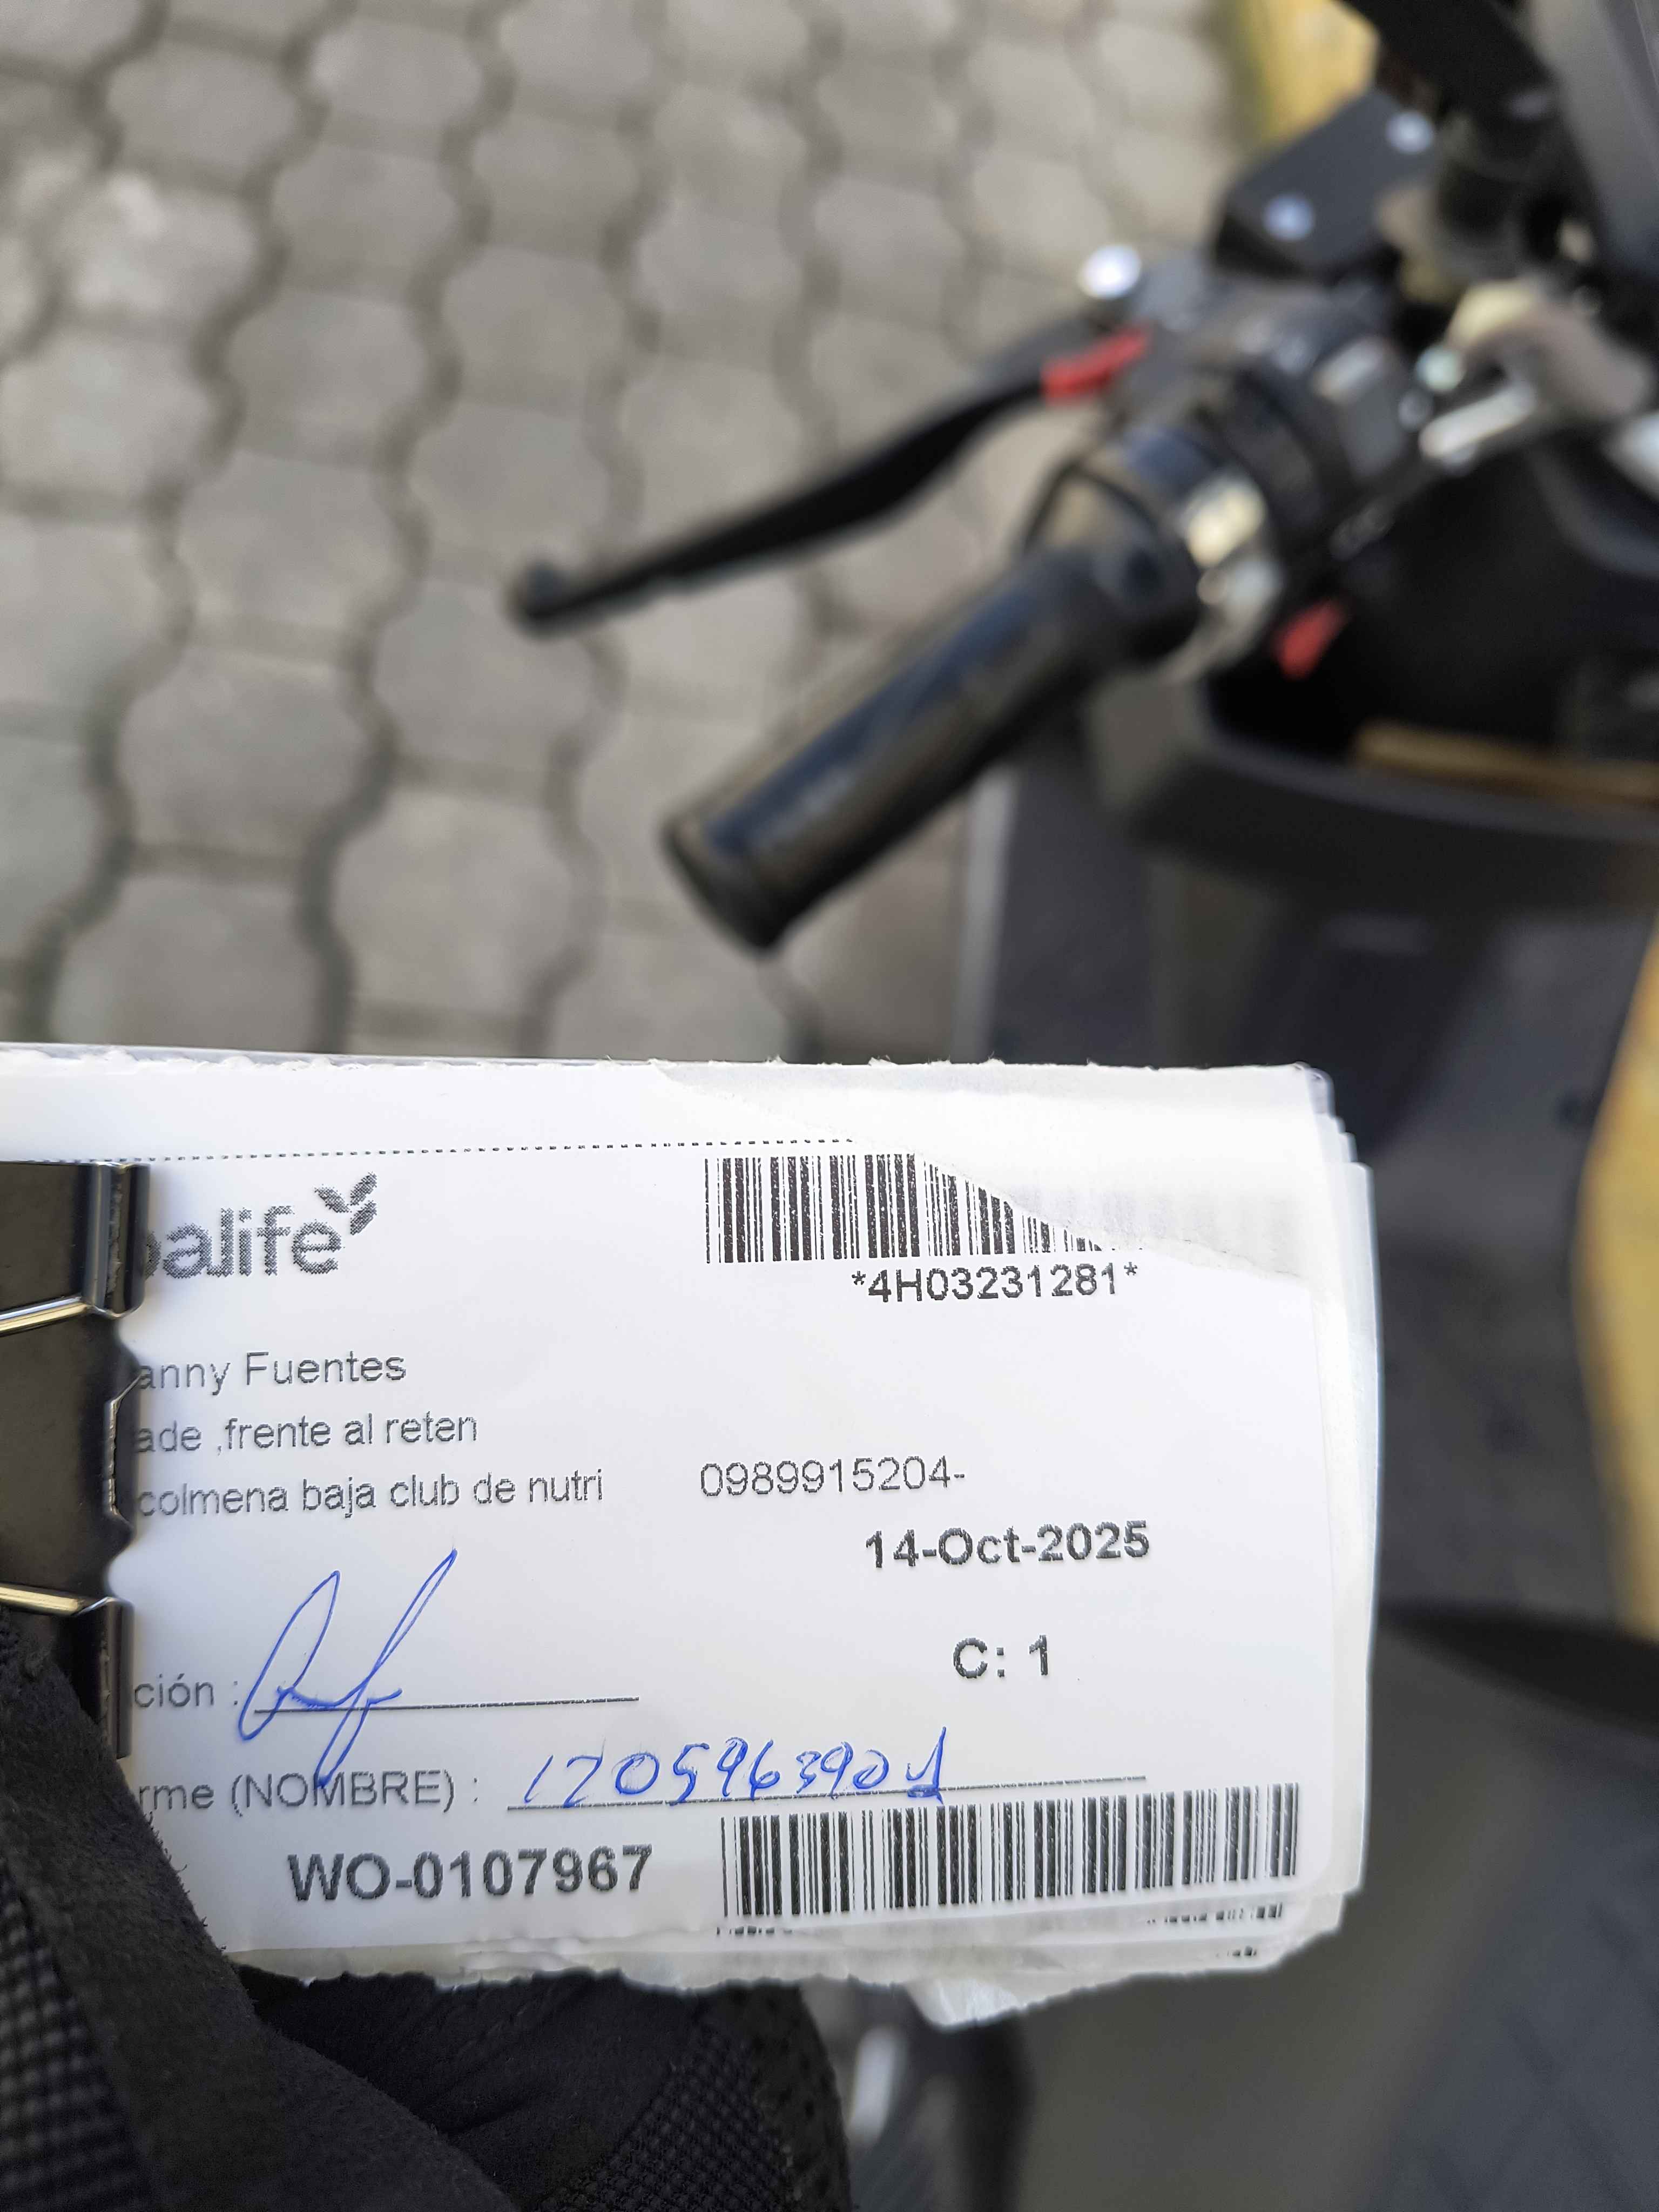 balife
*4H03231281*
anny Fuentes
ade ,frente al reten
colmena baja club de nutri 0989915204-
14-Oct-2025
C: 1
ción :
rme (NOMBRE) : 1205963901
WO-0107967